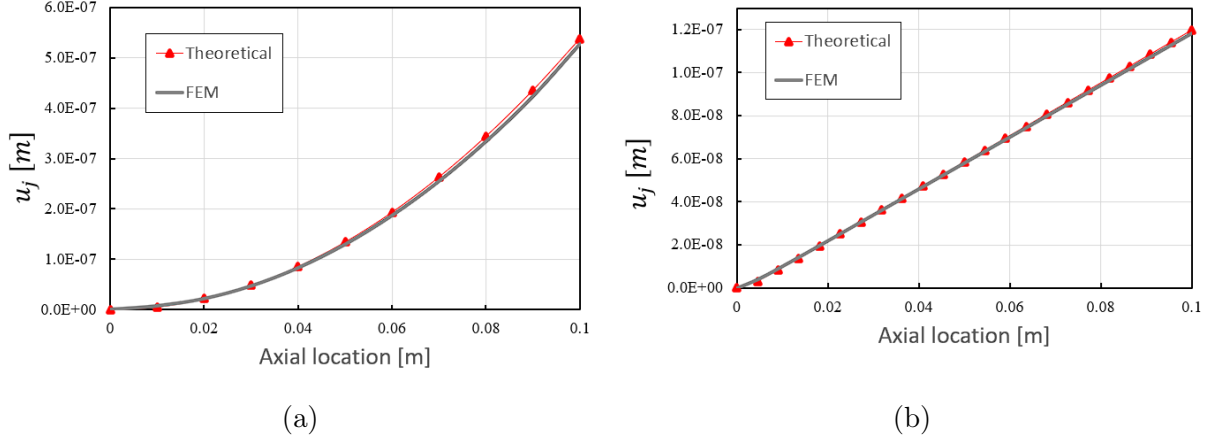 6.0E-07
5.0E-07
4.0E-07
3.0E-07
2.0E-07
1.0E-07
0.0E+00
u_j [m]
Theoretical
FEM
0
0.02
0.04
0.06
0.08
0.1
Axial location [m]
(a)
1.2E-07
1.0E-07
8.0E-08
6.0E-08
4.0E-08
2.0E-08
0.0E+00
u_j [m]
Theoretical
FEM
0
0.02
0.04
0.06
0.08
0.1
Axial location [m]
(b)